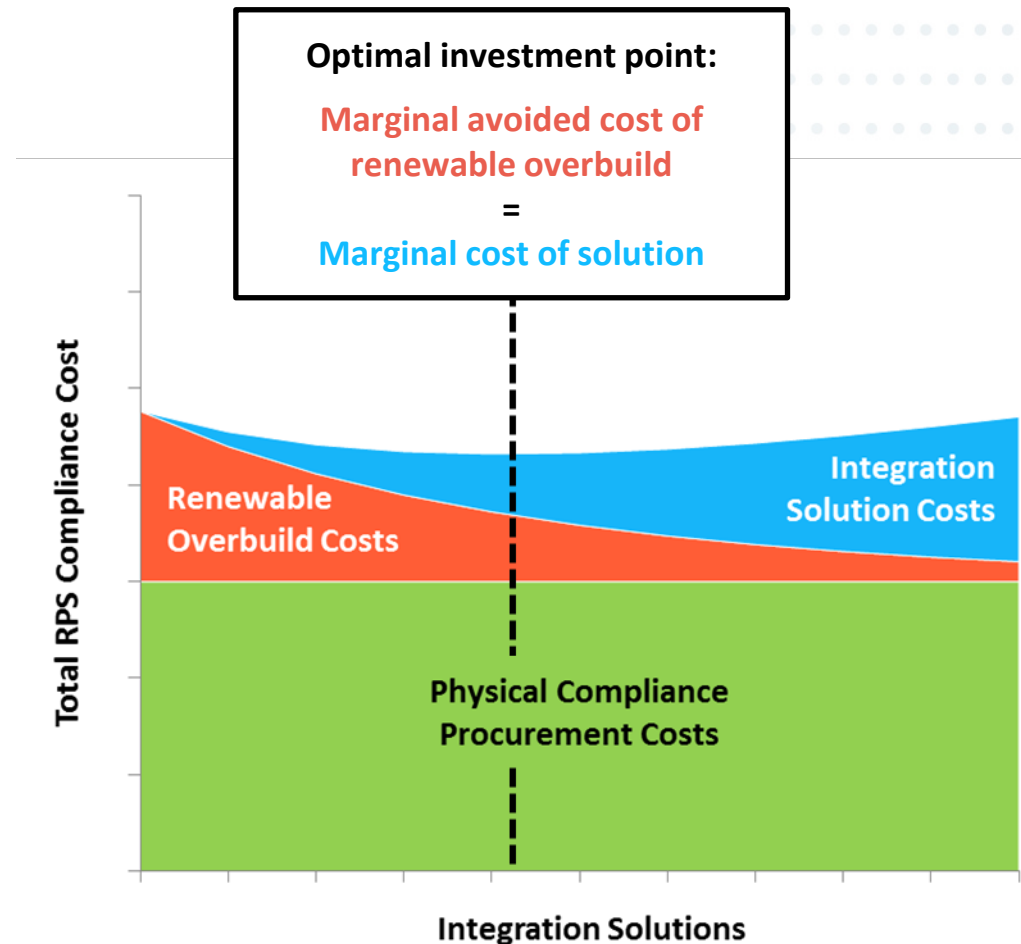 Optimal investment point:
Marginal avoided cost of
renewable overbuild
=
Marginal cost of solution
Total RPS Compliance Cost
Renewable
Overbuild Costs
Integration
Solution Costs
Physical Compliance
Procurement Costs
Integration Solutions